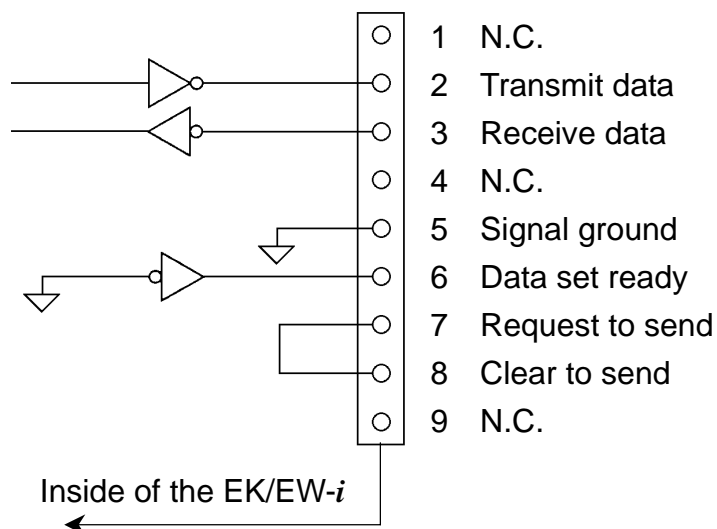 1 N.C.
2 Transmit data
3 Receive data
4 N.C.
5 Signal ground
6 Data set ready
7 Request to send
8 Clear to send
9 N.C.
Inside of the EK/EW-i